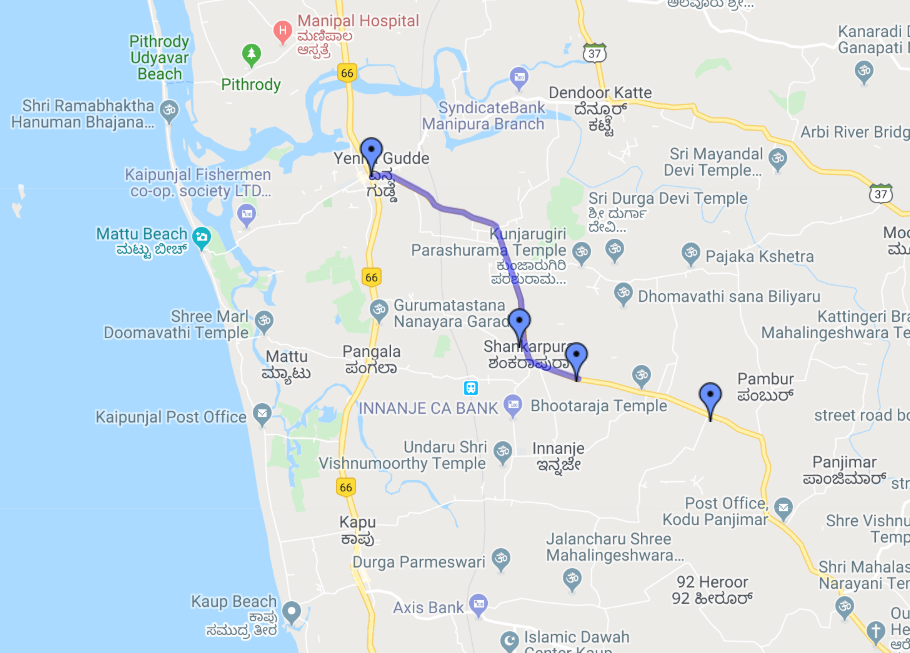 ಅಲೆವೂರು ಶ್ರೀ...
Manipal Hospital
ಮಣಿಪಾಲ
ಆಸ್ಪತ್ರೆ
Pithrody
Udyavar
Beach
Pithrody
66
37
Kanaradi
Ganapati
Shri Ramabhaktha
Hanuman Bhajana...
SyndicateBank
Manipura Branch
Dendoor Katte
ದೆನ್ದೂರ್
ಕಟ್ಟೆ
Arbi River Bridg
Yenne Gudde
ಗುಡ್ಡೆ
Sri Mayandal
Devi Temple...
37
Kaipunjal Fishermen
co-op. society LTD...
Sri Durga Devi Temple
ಶ್ರೀ ದುರ್ಗಾ
ದೇವಿ...
Mattu Beach
ಮಟ್ಟು ಬೀಚ್
Kunjarugiri
Parashurama Temple
ಕುಂಜಾರುಗಿರಿ
ಪರಶುರಾಮ...
Pajaka Kshetra
66
Dhomavathi sana Biliyaru
Gurumatastana
Nanayara Garad
Shree Marl
Doomavathi Temple
Kattingeri Bra
Mahalingeshwara Te
Shankarpura
ಶಂಕರಾಪುರಾ
Mattu
ಮ್ಯಾಟು
Pangala
ಪಂಗಲಾ
Pambur
ಪಂಬುರ್
INNANJE CA BANK
Bhootaraja Temple
Kaipunjal Post Office
street road bo
Undaru Shri
Vishnumoorthy Temple
Innanje
ಇನ್ನಜೇ
Panjimar
ಪಾಂಜಿಮಾರ್
66
Post Office,
Kodu Panjimar
Kapu
ಕಾಪು
Shre Vishnu
Temp
Jalancharu Shree
Mahalingeshwara...
Durga Parmeswari
92 Heroor
92 ಹೀರೂರ್
Shri Mahalas
Narayani Ten
Kaup Beach
ಕಾಪು
ಸಮುದ್ರ ತೀರ
Axis Bank
Islamic Dawah
Center Kaup